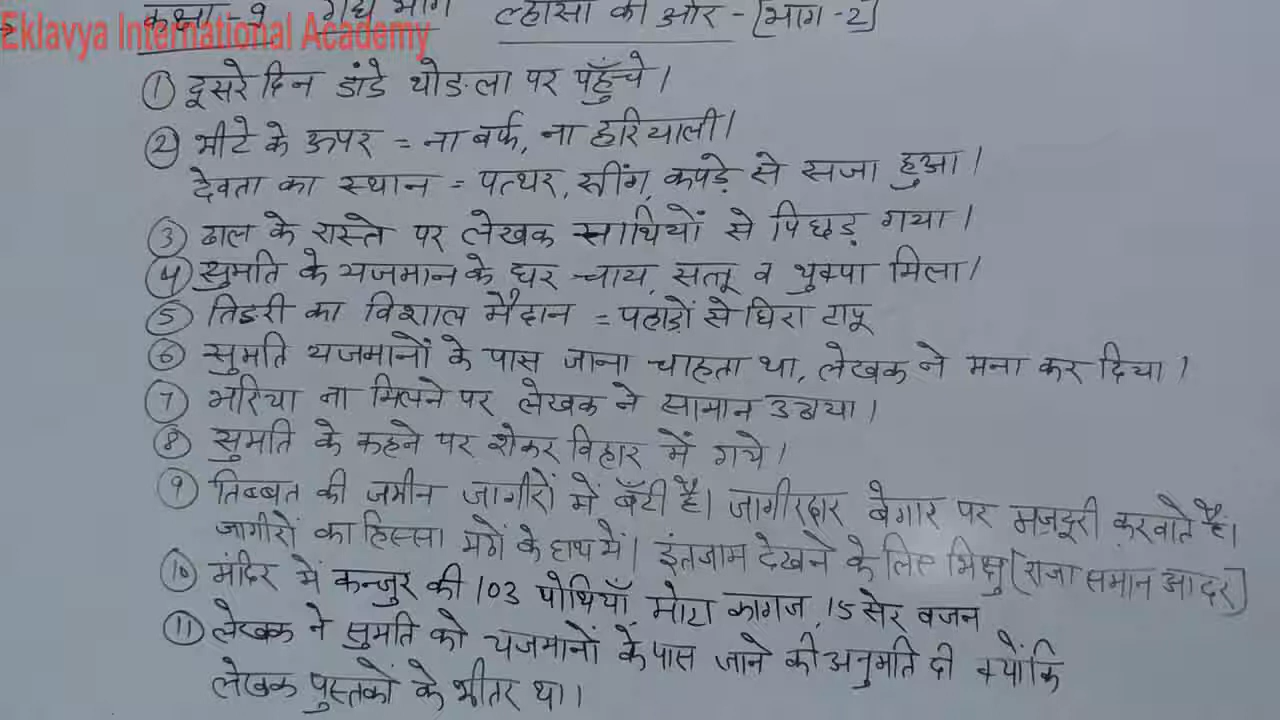 कक्षा - 9 गद्य भाग ल्हासा की ओर - [भाग -2]
Eklavya International Academy
① दूसरे दिन डांडे थोङ्ला पर पहुँचे।
② भीटे के ऊपर = ना बर्फ, ना हरियाली।
देवता का स्थान = पत्थर, सींग, कपड़े से सजा हुआ।
③ ढाल के रास्ते पर लेखक साथियों से पिछड़ गया।
④ सुमति के यजमान के घर चाय, सत्तू व थुक्पा मिला।
⑤ तिङरी का विशाल मैदान = पहाड़ों से घिरा टापू
⑥ सुमति यजमानों के पास जाना चाहता था, लेखक ने मना कर दिया।
⑦ भरिया ना मिलने पर लेखक ने सामान उठाया।
⑧ सुमति के कहने पर शेकर विहार में गये।
⑨ तिब्बत की जमीन जागीरों में बँटी है। जागीरदार बेगार पर मजदूरी करवाते हैं।
जागीरों का हिस्सा मठों के हाथ में। इंतजाम देखने के लिए भिक्षु [राजा समान आदर]
⑩ मंदिर में कन्जुर की 103 पोथियाँ, मोटा कागज, 15 सेर वजन
⑪ लेखक ने सुमति को यजमानों के पास जाने की अनुमति दी क्योंकि
लेखक पुस्तकों के भीतर था।